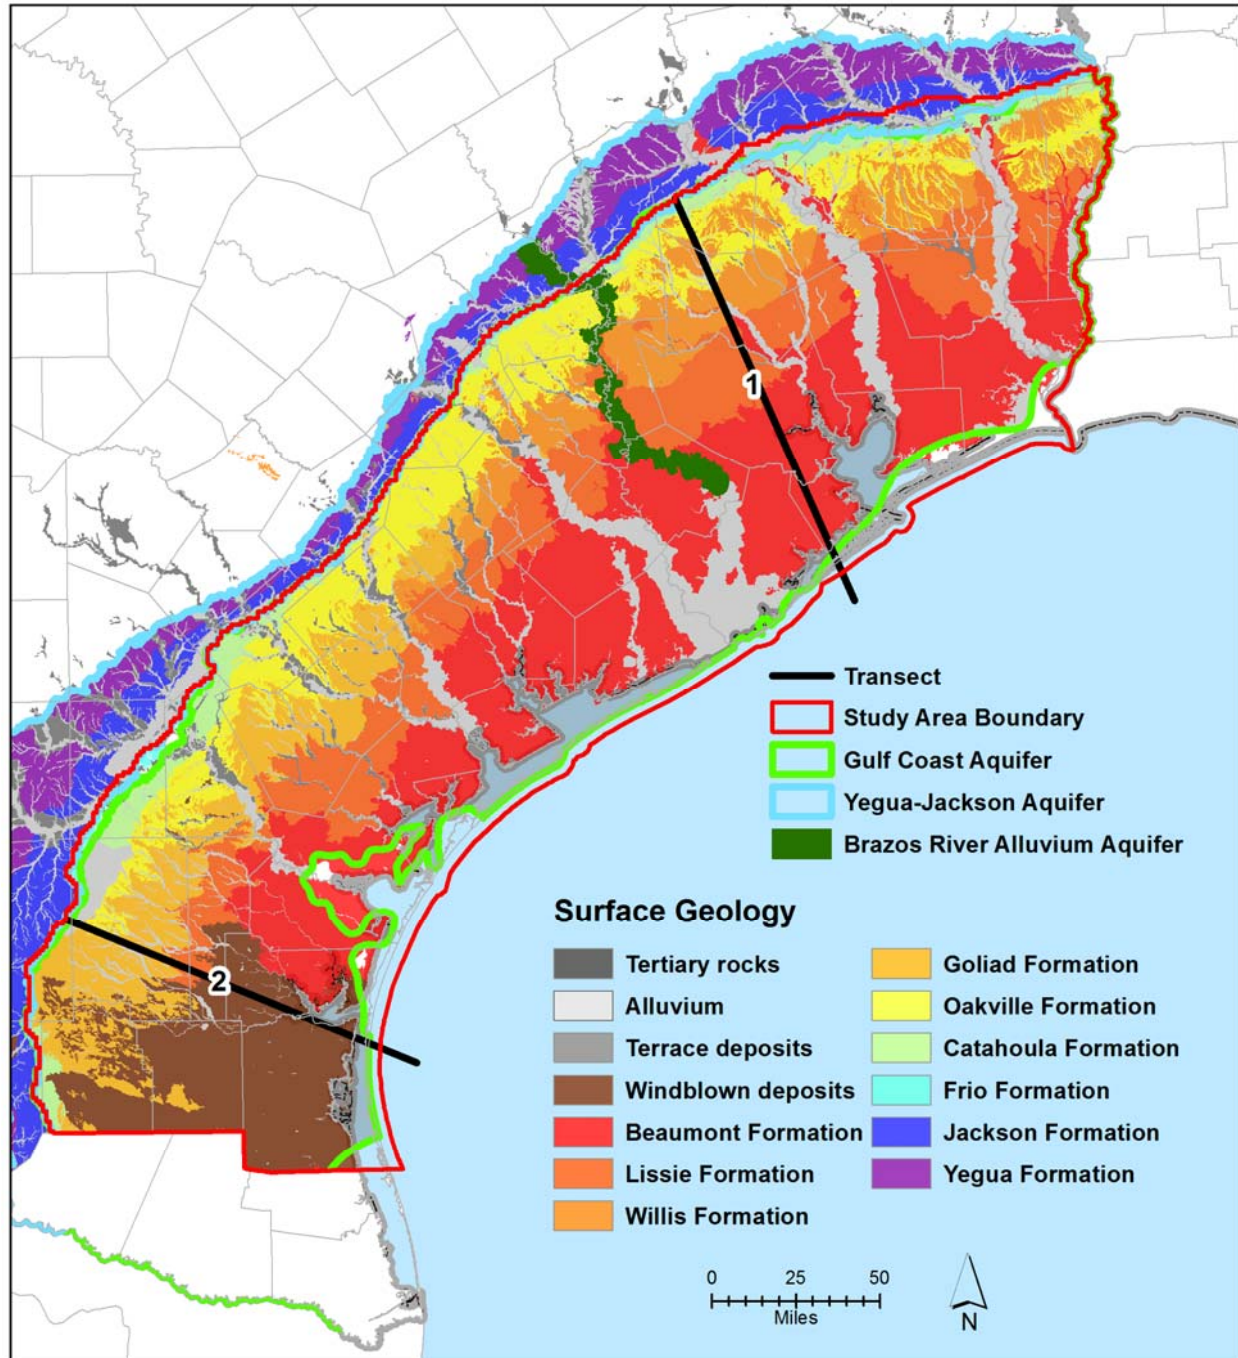 1
2
Transect
Study Area Boundary
Gulf Coast Aquifer
Yegua-Jackson Aquifer
Brazos River Alluvium Aquifer
Surface Geology
Tertiary rocks
Alluvium
Terrace deposits
Windblown deposits
Beaumont Formation
Lissie Formation
Willis Formation
Goliad Formation
Oakville Formation
Catahoula Formation
Frio Formation
Jackson Formation
Yegua Formation
0 25 50
Miles
N